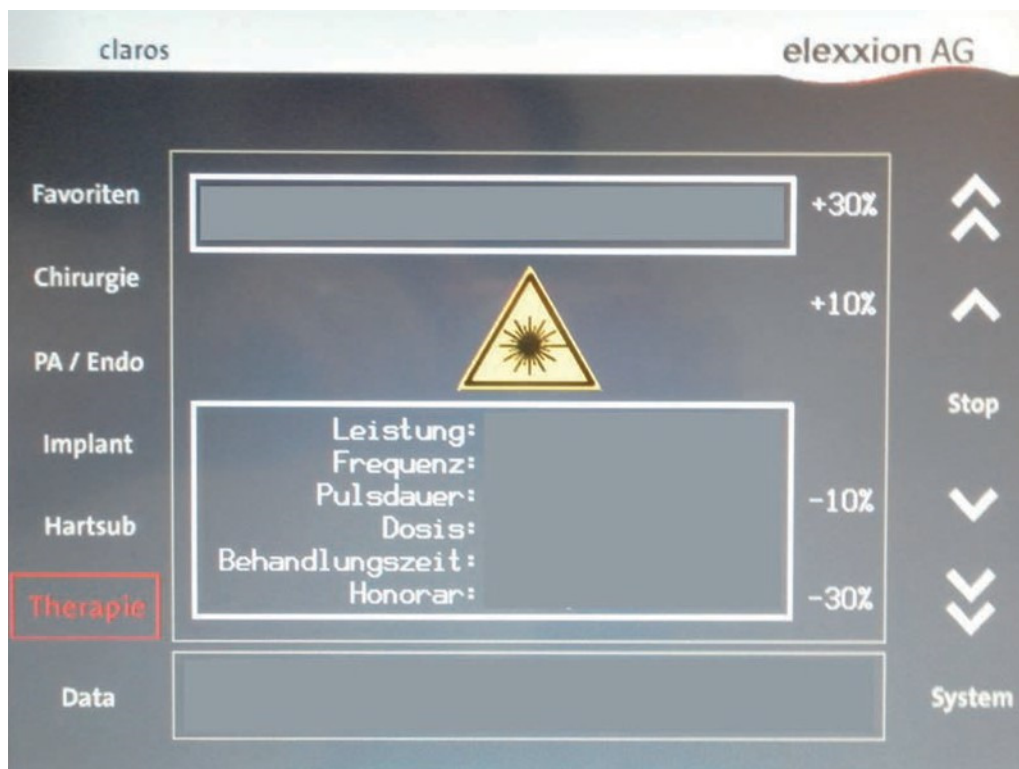 claros
elexxion AG
Favoriten
+30%
Chirurgie
+10%
PA / Endo
Stop
Implant
Leistung:
Frequenz:
Pulsdauer:
-10%
Hartsub
Dosis:
Behandlungszeit:
Honorar:
-30%
Therapie
Data
System